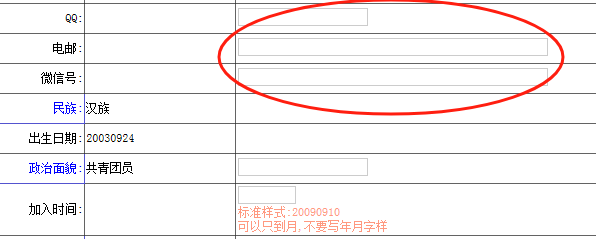 QQ:
电邮:
微信号:
民族: 汉族
出生日期: 20030924
政治面貌: 共青团员
加入时间:
标准样式:20090910
可以只到月,不要写年月字样